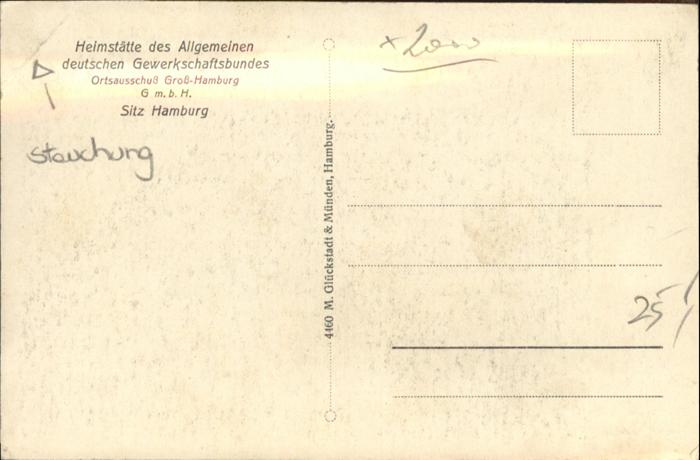 Heimstätte des Allgemeinen
deutschen Gewerkschaftsbundes
Ortsausschuß Groß-Hamburg
G m. b. H.
Sitz Hamburg
Stauchung
4460 M. Glückstadt & Münden, Hamburg.
25